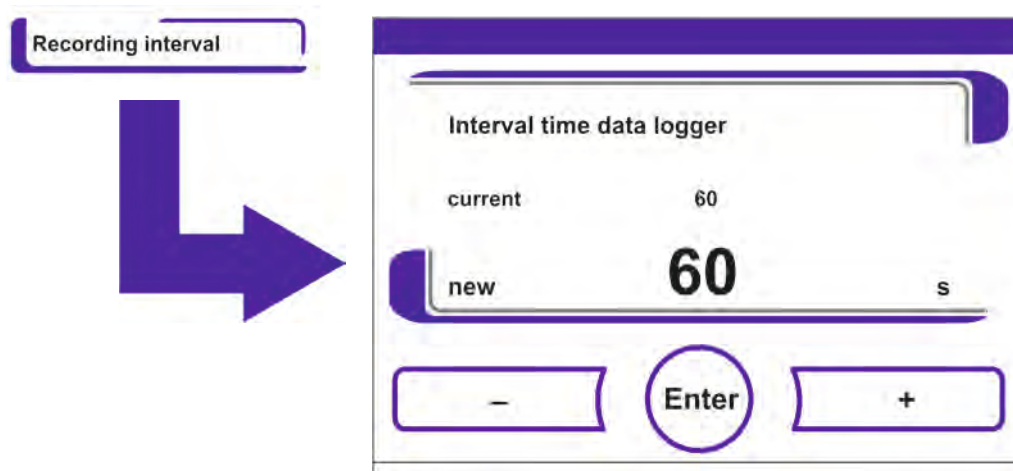 Recording interval
Interval time data logger
current 60
new 60 s
– Enter +